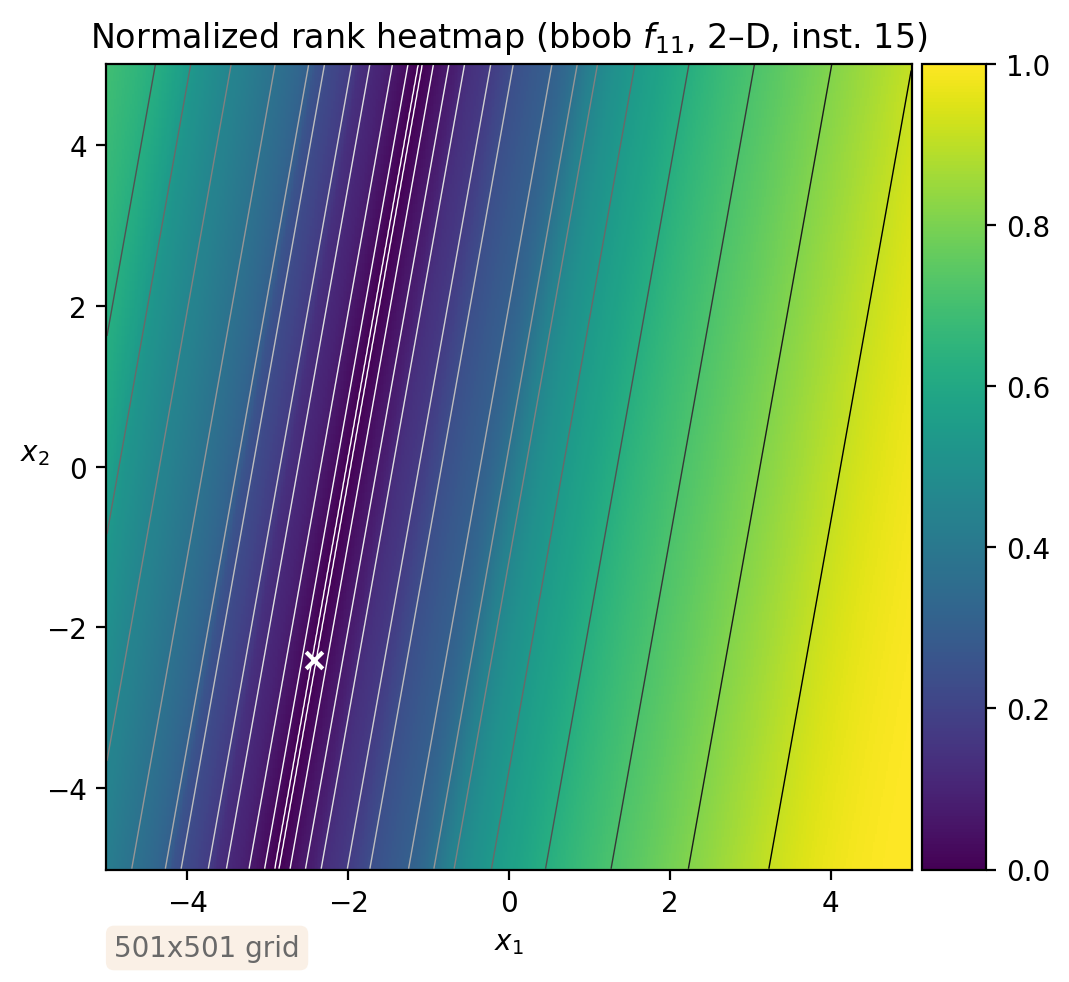 Normalized rank heatmap (bbob f₁₁, 2–D, inst. 15)
4
2
0
−2
−4
x₂
−4 −2 0 2 4
x₁
1.0
0.8
0.6
0.4
0.2
0.0
501x501 grid